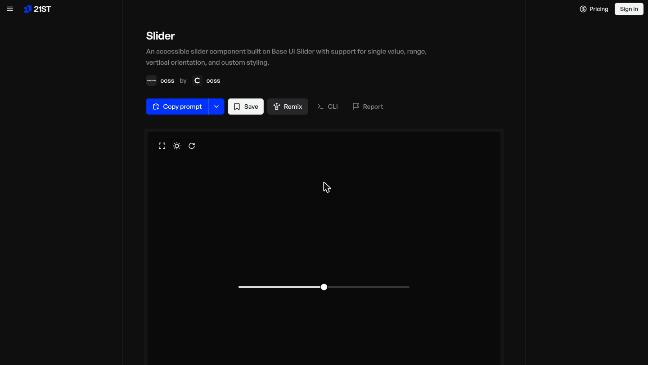 21ST
Pricing
Sign in
Slider
An accessible slider component built on Base UI Slider with support for single value, range,
vertical orientation, and custom styling.
coss by C coss
Copy prompt
Save
Remix
CLI
Report